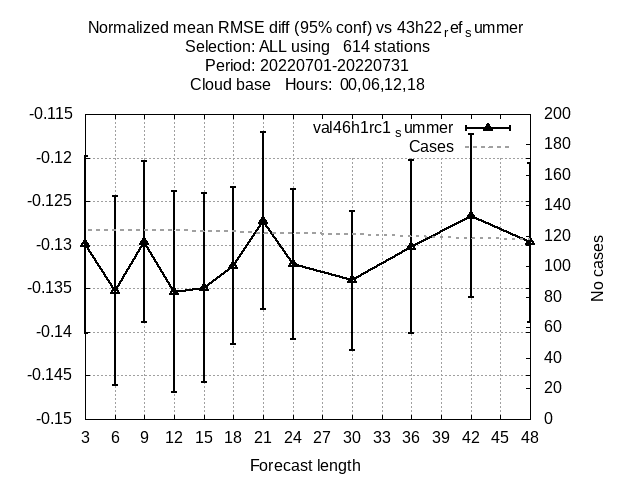 Normalized mean RMSE diff (95% conf) vs 43h22refsummer
Selection: ALL using 614 stations
Period: 20220701-20220731
Cloud base Hours: 00,06,12,18
-0.115 200
val46h1rc1summer 180
Cases
-0.12 160
-0.125 140
-0.13 120
100
-0.135 80
-0.14 60
40
-0.145 20
-0.15 0
No cases
3 6 9 12 15 18 21 24 27 30 33 36 39 42 45 48
Forecast length